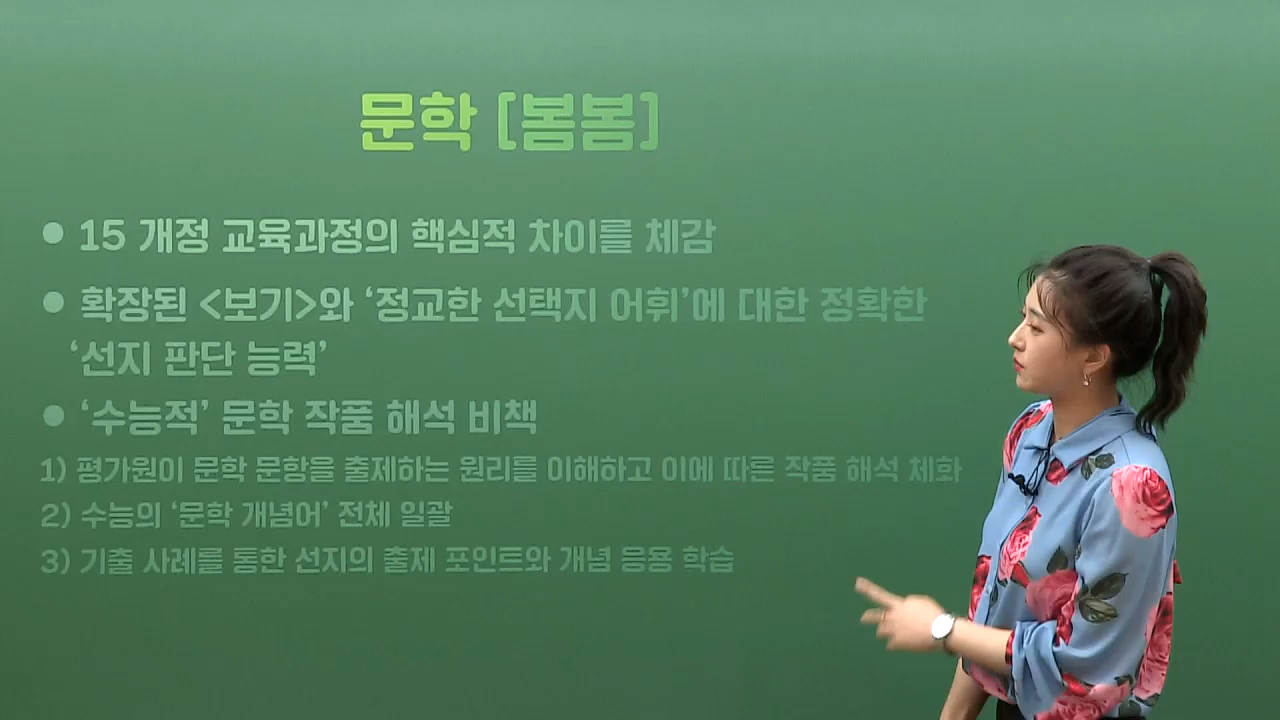 문학 [봄봄]
● 15 개정 교육과정의 핵심적 차이를 체감
● 확장된 <보기>와 ‘정교한 선택지 어휘’에 대한 정확한
‘선지 판단 능력’
● ‘수능적’ 문학 작품 해석 비책
1) 평가원이 문학 문항을 출제하는 원리를 이해하고 이에 따른 작품 해석 체화
2) 수능의 ‘문학 개념어’ 전체 일괄
3) 기출 사례를 통한 선지의 출제 포인트와 개념 응용 학습